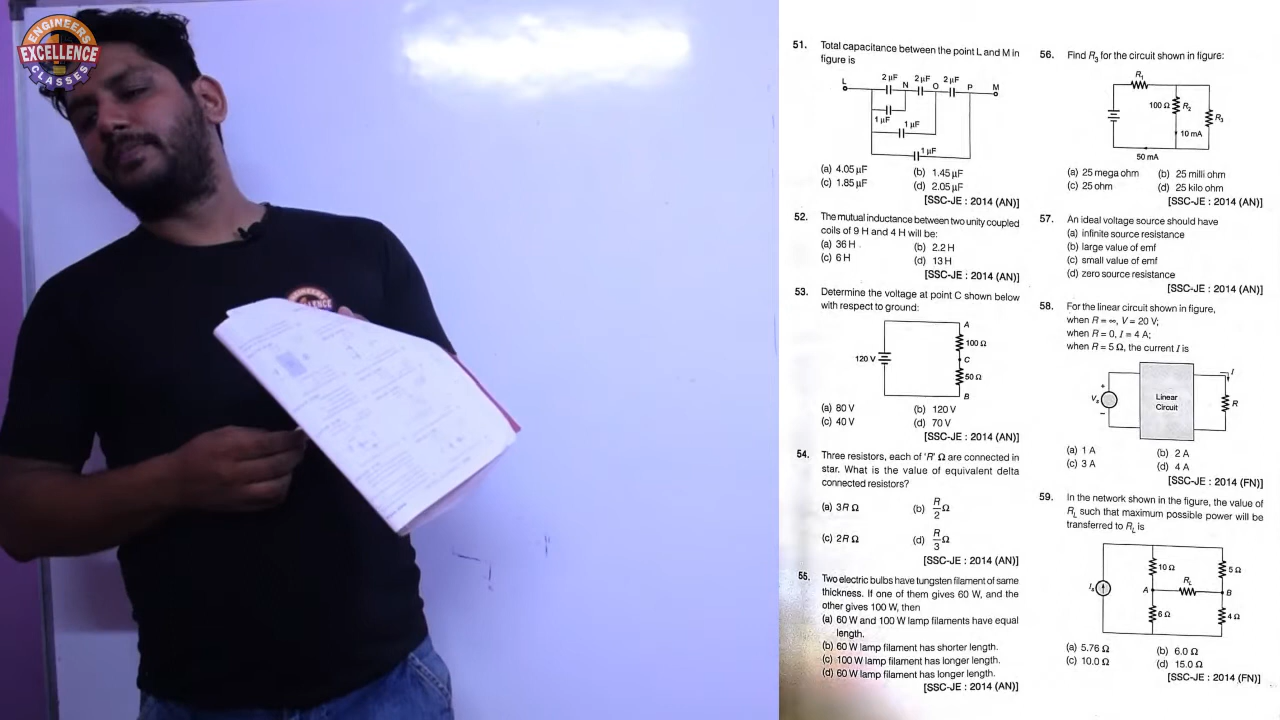 ENGINEERS
EXCELLENCE
CLASSES
51. Total capacitance between the point L and M in
figure is
L 2 μF N 2 μF O 2 μF P M
1 μF
1 μF
1 μF
(a) 4.05 μF (b) 1.45 μF
(c) 1.85 μF (d) 2.05 μF
[SSC-JE : 2014 (AN)]
52. The mutual inductance between two unity coupled
coils of 9 H and 4 H will be:
(a) 36 H (b) 2.2 H
(c) 6 H (d) 13 H
[SSC-JE : 2014 (AN)]
53. Determine the voltage at point C shown below
with respect to ground:
A
100 Ω
120 V
C
50 Ω
B
(a) 80 V (b) 120 V
(c) 40 V (d) 70 V
[SSC-JE : 2014 (AN)]
54. Three resistors, each of 'R' Ω are connected in
star. What is the value of equivalent delta
connected resistors?
(a) 3R Ω (b) R/2 Ω
(c) 2R Ω (d) R/3 Ω
[SSC-JE : 2014 (AN)]
55. Two electric bulbs have tungsten filament of same
thickness. If one of them gives 60 W, and the
other gives 100 W, then
(a) 60 W and 100 W lamp filaments have equal
length.
(b) 60 W lamp filament has shorter length.
(c) 100 W lamp filament has longer length.
(d) 60 W lamp filament has longer length.
[SSC-JE : 2014 (AN)]
56. Find R3 for the circuit shown in figure:
R1
100 Ω R2
R3
10 mA
50 mA
(a) 25 mega ohm (b) 25 milli ohm
(c) 25 ohm (d) 25 kilo ohm
[SSC-JE : 2014 (AN)]
57. An ideal voltage source should have
(a) infinite source resistance
(b) large value of emf
(c) small value of emf
(d) zero source resistance
[SSC-JE : 2014 (AN)]
58. For the linear circuit shown in figure,
when R = ∞, V = 20 V;
when R = 0, I = 4 A;
when R = 5 Ω, the current I is
I
+
Vs
−
Linear
Circuit
R
(a) 1 A (b) 2 A
(c) 3 A (d) 4 A
[SSC-JE : 2014 (FN)]
59. In the network shown in the figure, the value of
RL such that maximum possible power will be
transferred to RL is
10 Ω 5 Ω
Is A RL B
6 Ω 4 Ω
(a) 5.76 Ω (b) 6.0 Ω
(c) 10.0 Ω (d) 15.0 Ω
[SSC-JE : 2014 (FN)]